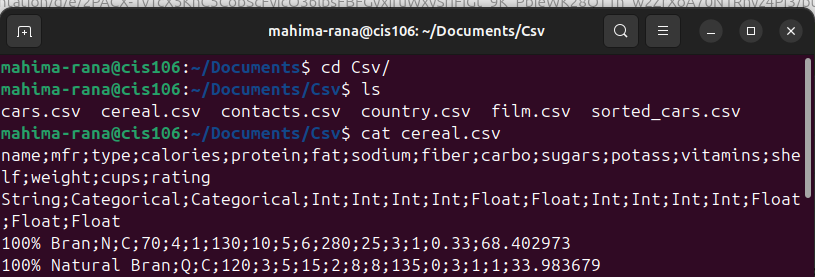 mahima-rana@cis106: ~/Documents/Csv
mahima-rana@cis106:~/Documents$ cd Csv/
mahima-rana@cis106:~/Documents/Csv$ ls
cars.csv  cereal.csv  contacts.csv  country.csv  film.csv  sorted_cars.csv
mahima-rana@cis106:~/Documents/Csv$ cat cereal.csv
name;mfr;type;calories;protein;fat;sodium;fiber;carbo;sugars;potass;vitamins;she
lf;weight;cups;rating
String;Categorical;Categorical;Int;Int;Int;Int;Float;Float;Int;Int;Int;Int;Float
;Float;Float
100% Bran;N;C;70;4;1;130;10;5;6;280;25;3;1;0.33;68.402973
100% Natural Bran;Q;C;120;3;5;15;2;8;8;135;0;3;1;1;33.983679